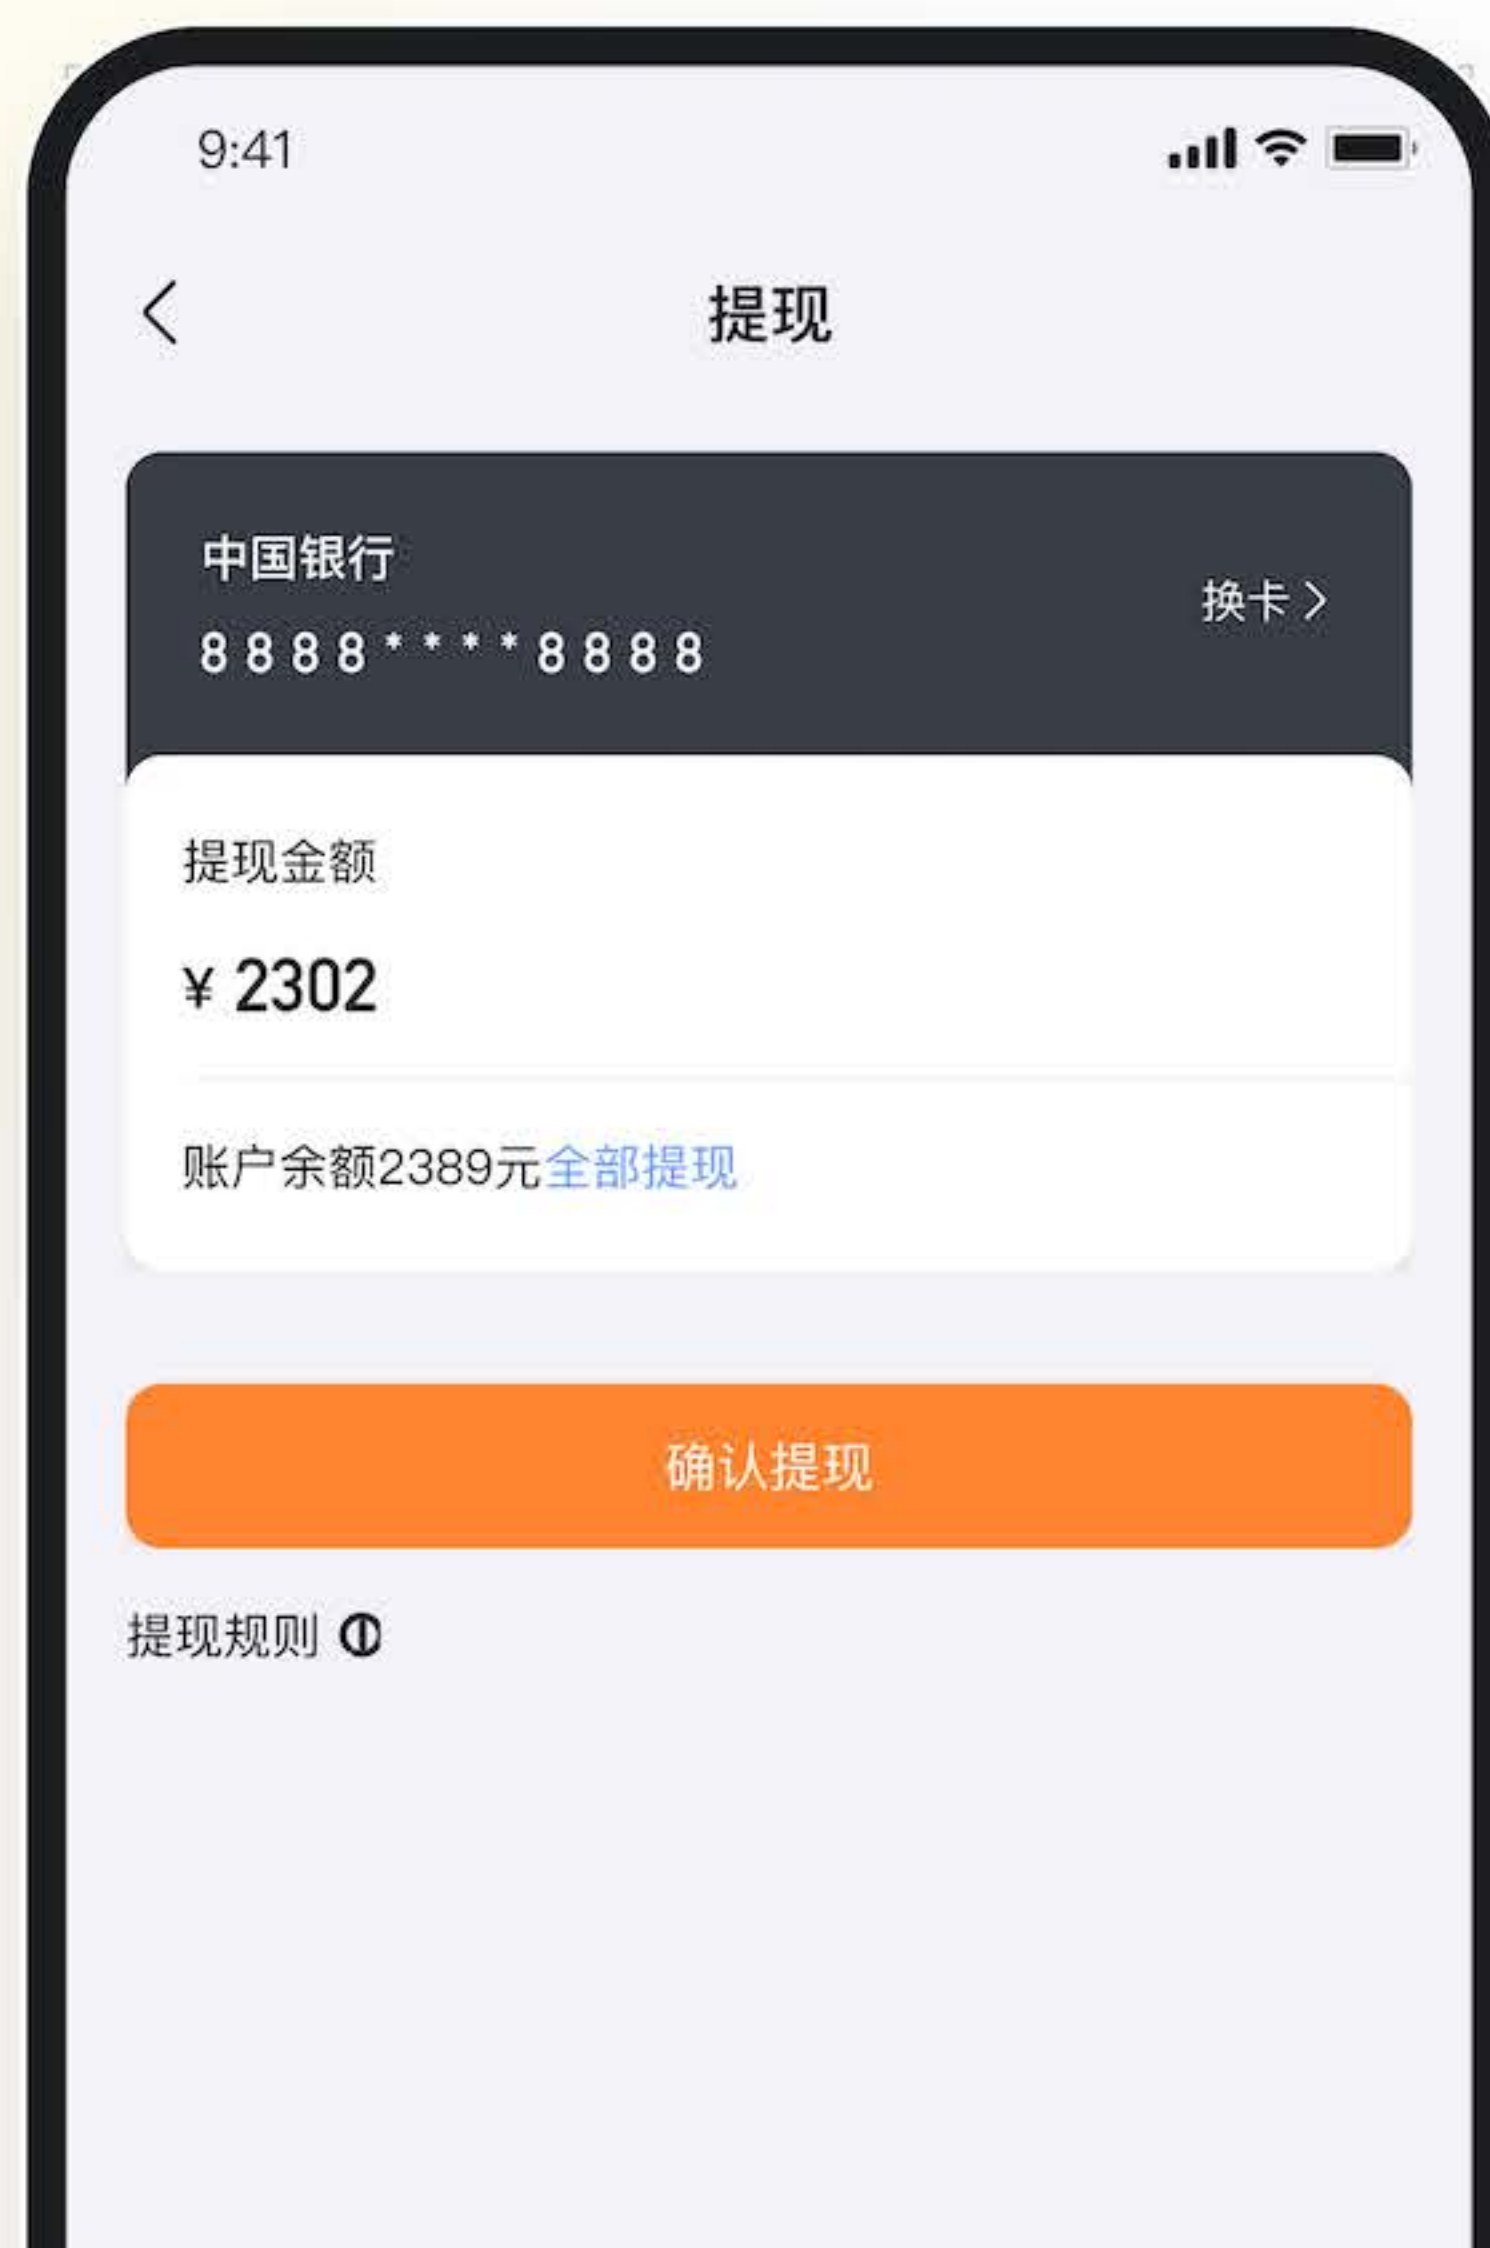 9:41
提现
中国银行
8888****8888
换卡
提现金额
¥ 2302
账户余额2389元全部提现
确认提现
提现规则